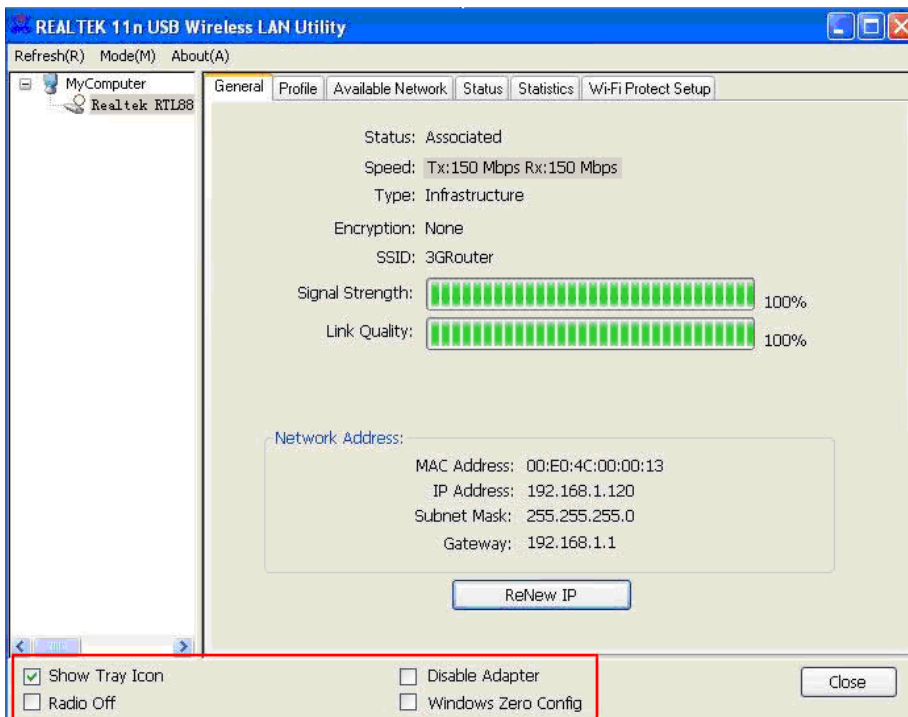 REALTEK 11n USB Wireless LAN Utility
Refresh(R) Mode(M) About(A)
MyComputer
Realtek RTL88
General Profile Available Network Status Statistics Wi-Fi Protect Setup
Status: Associated
Speed: Tx:150 Mbps Rx:150 Mbps
Type: Infrastructure
Encryption: None
SSID: 3GRouter
Signal Strength: 100%
Link Quality: 100%
Network Address:
MAC Address: 00:E0:4C:00:00:13
IP Address: 192.168.1.120
Subnet Mask: 255.255.255.0
Gateway: 192.168.1.1
ReNew IP
Show Tray Icon
Radio Off
Disable Adapter
Windows Zero Config
Close